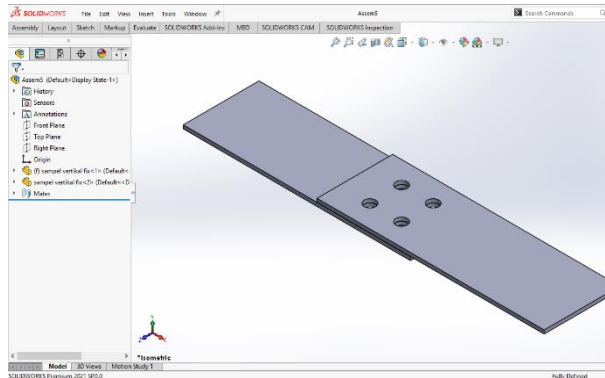 SOLIDWORKS File Edit View Insert Tools Window Assem5 Search Commands
Assembly Layout Sketch Markup Evaluate SOLIDWORKS Add-Ins MBD SOLIDWORKS CAM SOLIDWORKS Inspection
Assem5 (Default<Display State-1>)
History
Sensors
Annotations
Front Plane
Top Plane
Right Plane
Origin
(f) sampel vertikal fix<1> (Default<
sampel vertikal fix<2> (Default<<D
Mates
*Isometric
Model 3D Views Motion Study 1
SOLIDWORKS Premium 2021 SP0.0 Fully Defined